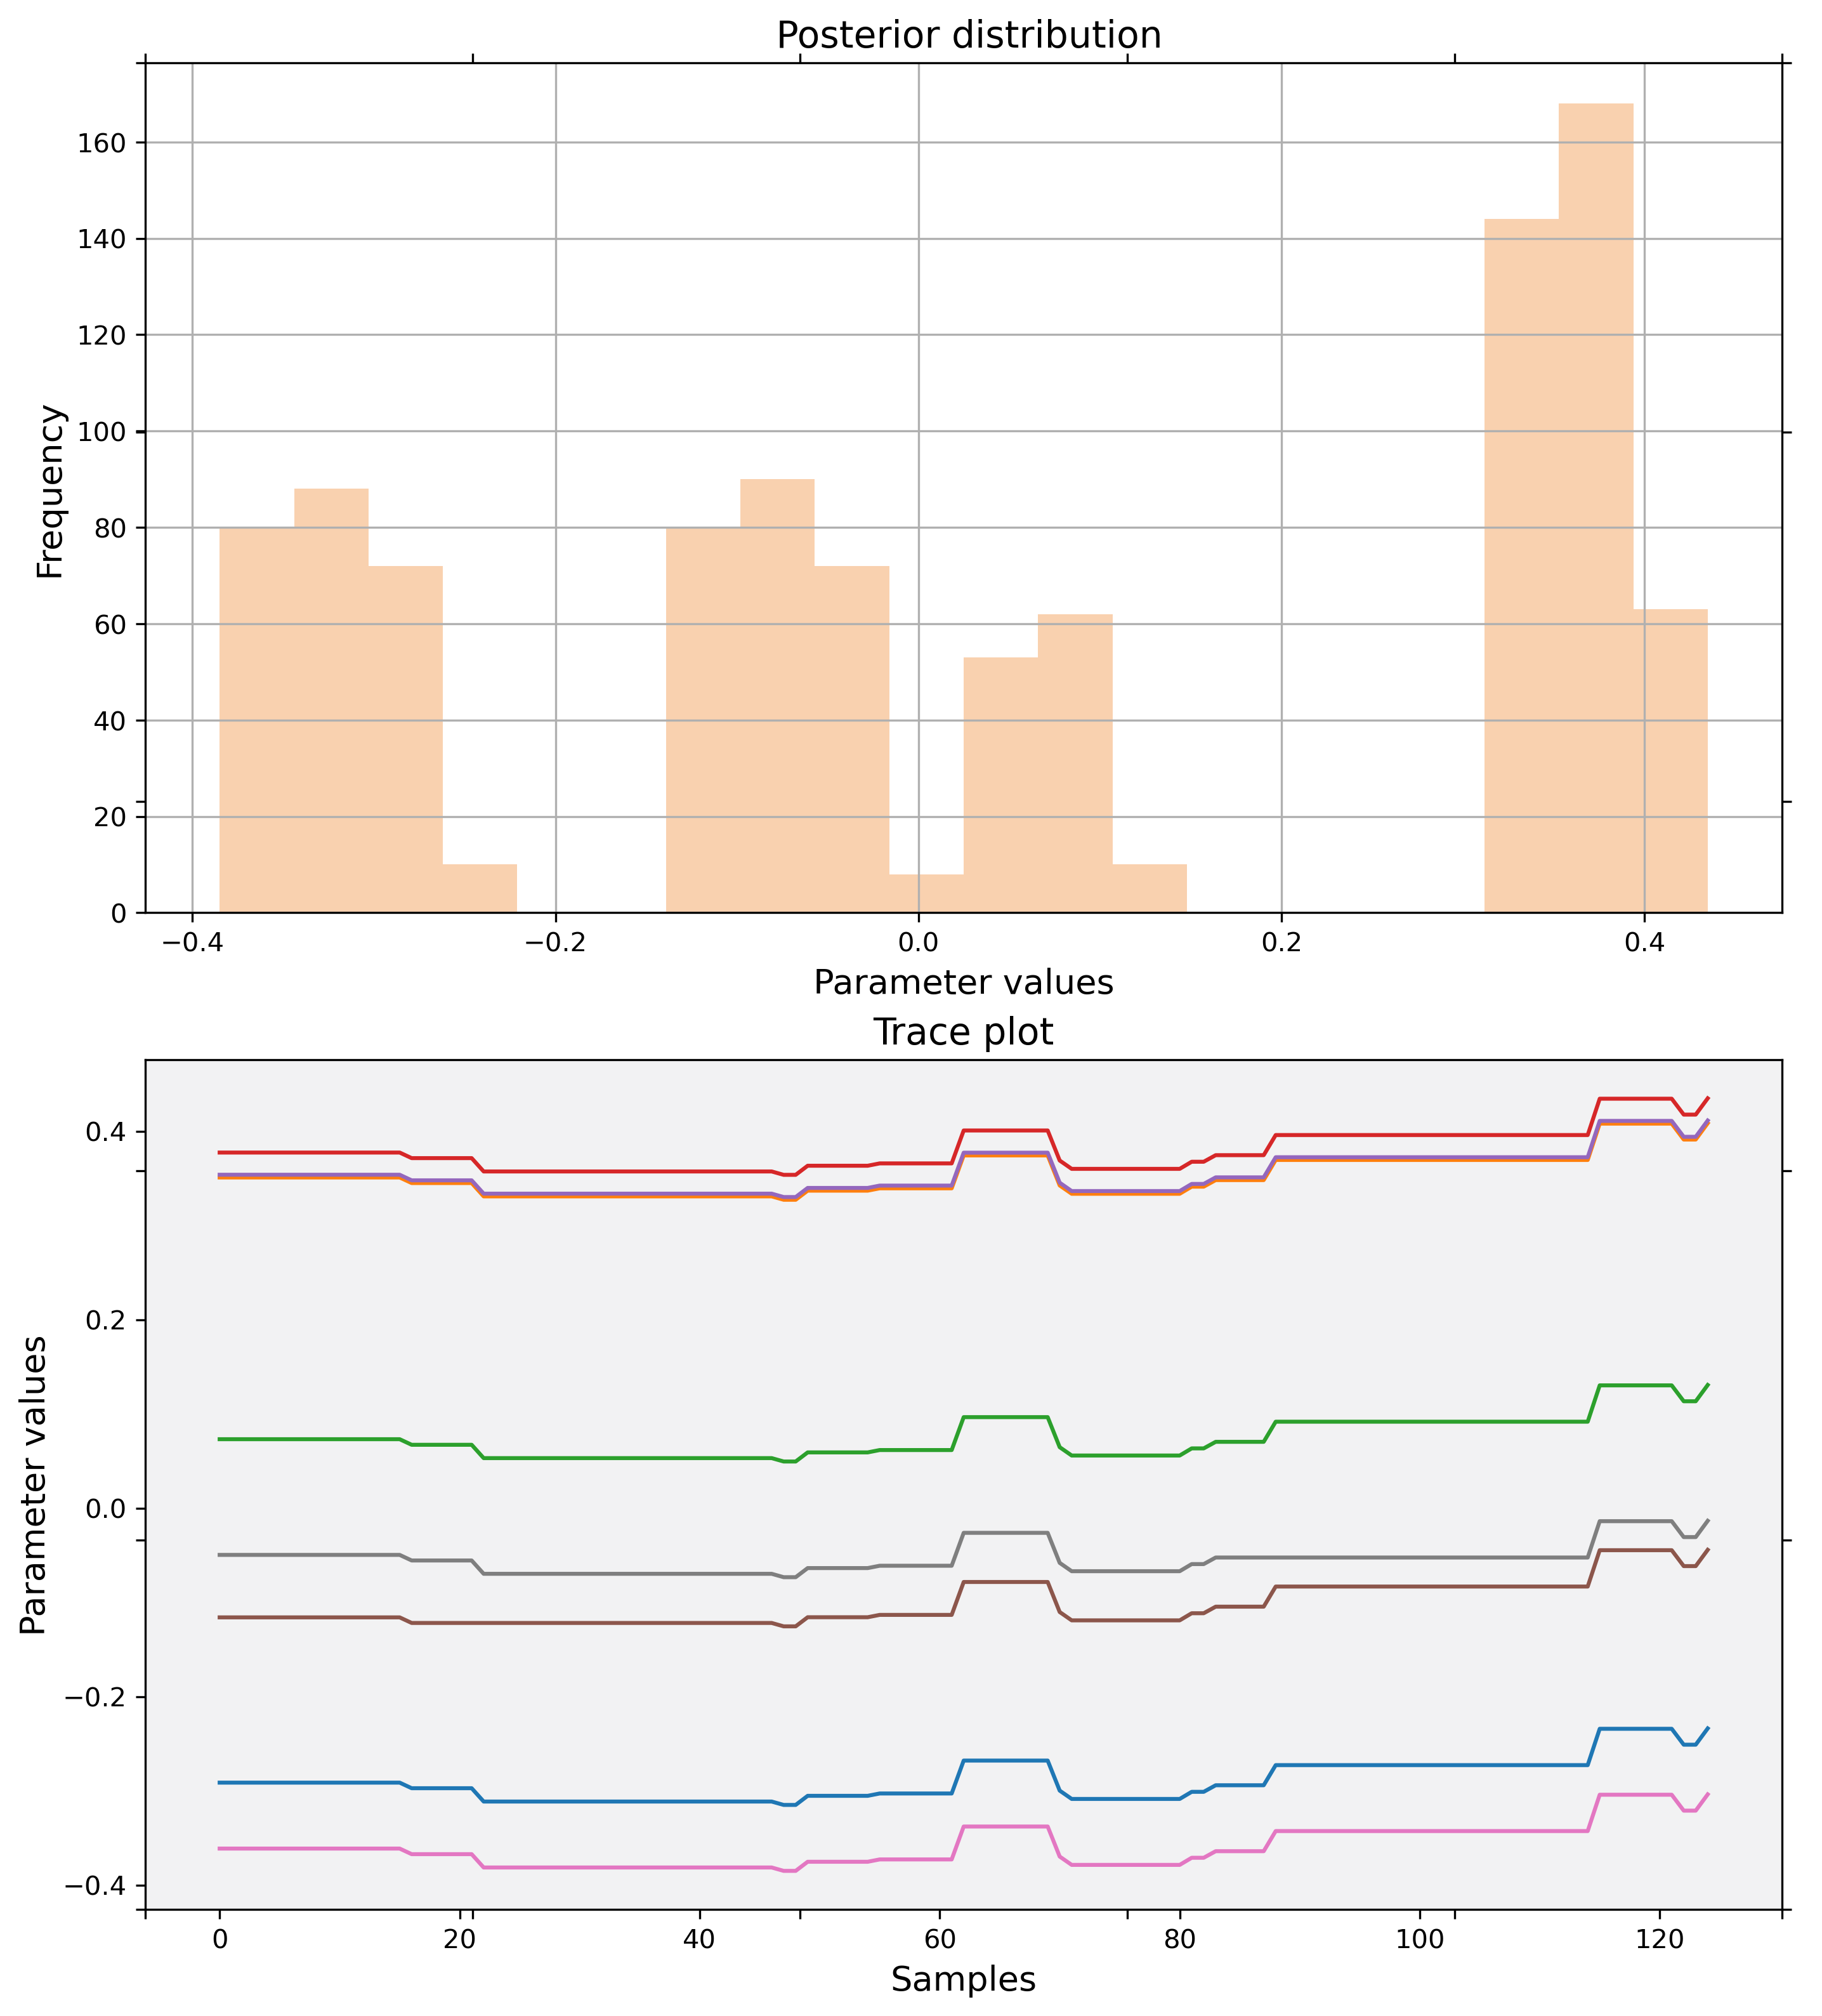 Posterior distribution
160
140
120
100
80
60
40
20
0
Frequency
−0.4 −0.2 0.0 0.2 0.4
Parameter values
Trace plot
0.4
0.2
0.0
−0.2
−0.4
Parameter values
0 20 40 60 80 100 120
Samples